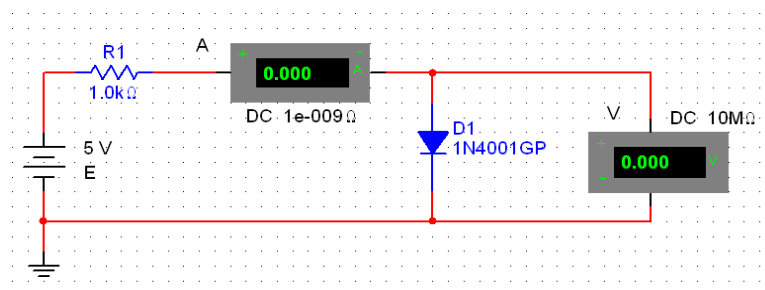 R1
1.0kΩ
A
+
-
0.000
A
DC 1e-009Ω
5 V
E
D1
1N4001GP
V
DC 10MΩ
+
0.000
V
-